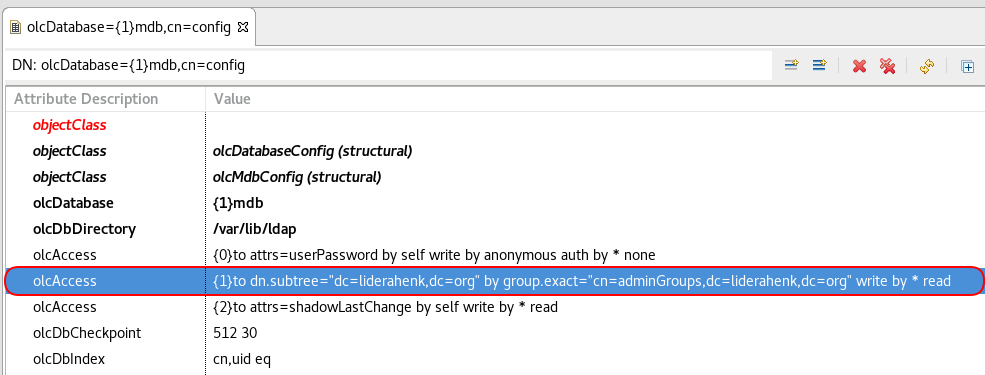 olcDatabase={1}mdb,cn=config
DN: olcDatabase={1}mdb,cn=config
Attribute Description Value
objectClass
objectClass olcDatabaseConfig (structural)
objectClass olcMdbConfig (structural)
olcDatabase {1}mdb
olcDbDirectory /var/lib/ldap
olcAccess {0}to attrs=userPassword by self write by anonymous auth by * none
olcAccess {1}to dn.subtree="dc=liderahenk,dc=org" by group.exact="cn=adminGroups,dc=liderahenk,dc=org" write by * read
olcAccess {2}to attrs=shadowLastChange by self write by * read
olcDbCheckpoint 512 30
olcDbIndex cn,uid eq